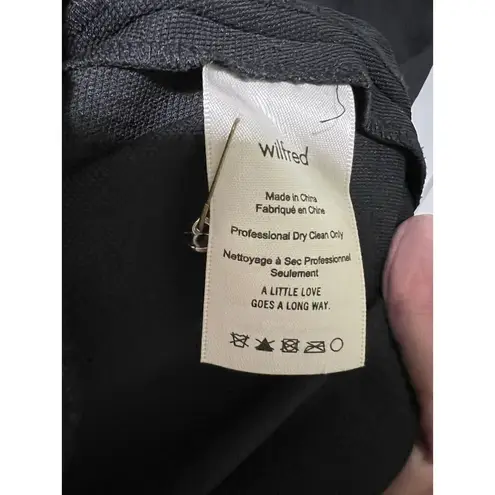 wilfred
Made in China
Fabriqué en Chine
Professional Dry Clean Only
Nettoyage à Sec Professionnel
Seulement
A LITTLE LOVE
GOES A LONG WAY.